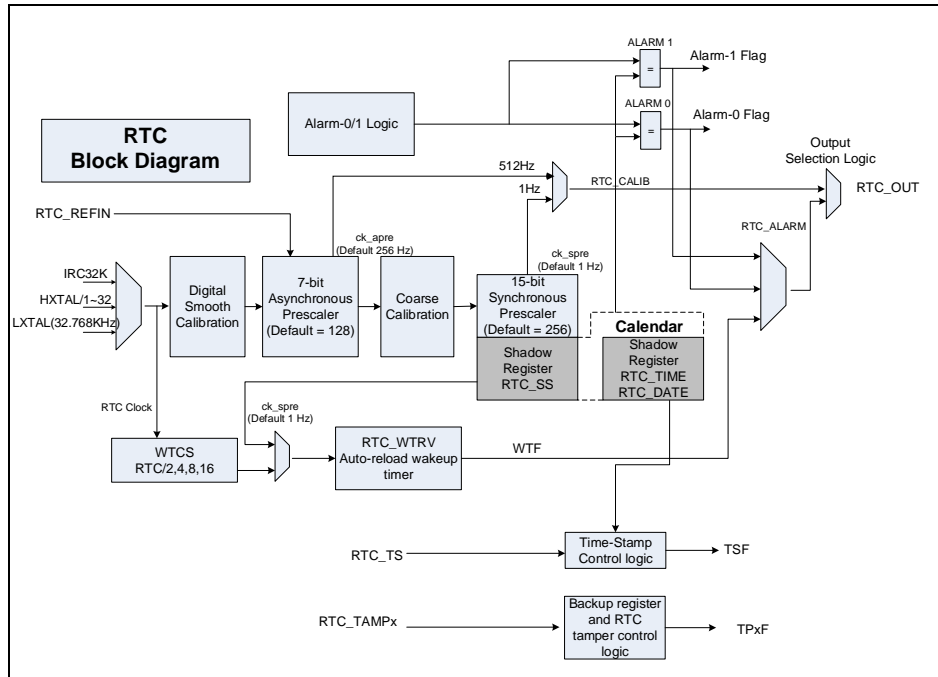 ALARM 1
Alarm-1 Flag
=
ALARM 0
Alarm-0 Flag
=
Alarm-0/1 Logic
RTC
Block Diagram
Output
Selection Logic
512Hz
1Hz
RTC_CALIB
RTC_OUT
RTC_REFIN
ck_apre
(Default 256 Hz)
RTC_ALARM
ck_spre
(Default 1 Hz)
IRC32K
HXTAL/1~32
LXTAL(32.768KHz)
Digital
Smooth
Calibration
7-bit
Asynchronous
Prescaler
(Default = 128)
Coarse
Calibration
15-bit
Synchronous
Prescaler
(Default = 256)
Calendar
Shadow
Register
RTC_SS
Shadow
Register
RTC_TIME
RTC_DATE
RTC Clock
ck_spre
(Default 1 Hz)
WTCS
RTC/2,4,8,16
RTC_WTRV
Auto-reload wakeup
timer
WTF
RTC_TS
Time-Stamp
Control logic
TSF
RTC_TAMPx
Backup register
and RTC
tamper control
logic
TPxF